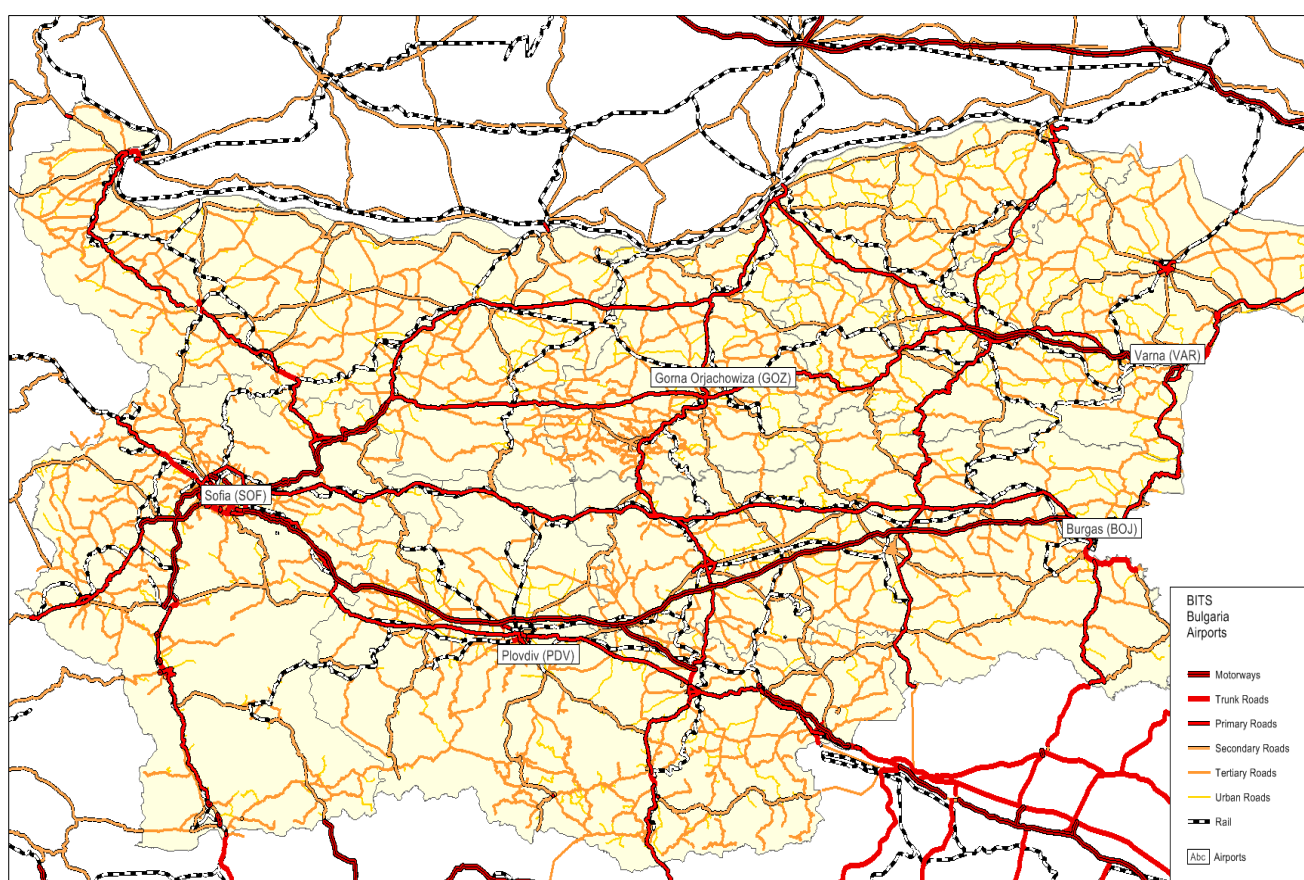 Varna (VAR)
Gorna Orjachowiza (GOZ)
Sofia (SOF)
Burgas (BOJ)
Plovdiv (PDV)
BITS
Bulgaria
Airports
Motorways
Trunk Roads
Primary Roads
Secondary Roads
Tertiary Roads
Urban Roads
Rail
Abc Airports